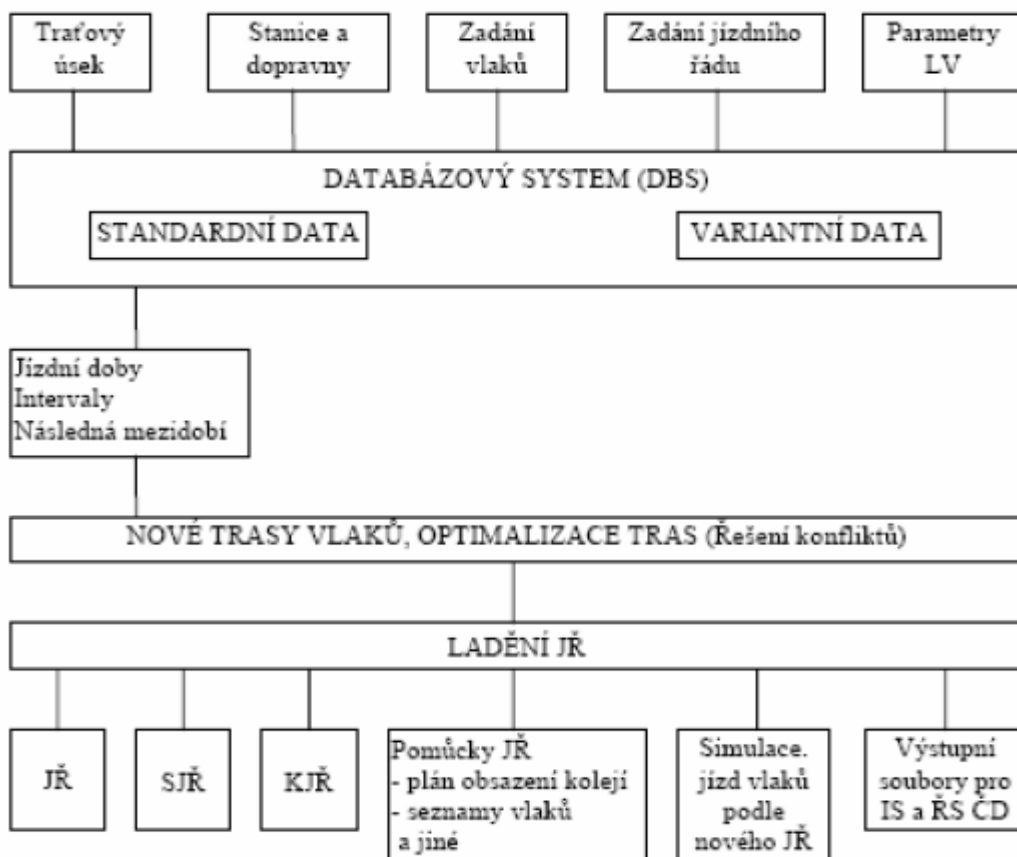 Traťový
úsek
Stanice a
dopravny
Zadání
vlaků
Zadání jízdního
řádu
Parametry
LV
DATABÁZOVÝ SYSTEM (DBS)
STANDARDNÍ DATA
VARIANTNÍ DATA
Jízdní doby
Intervaly
Následná mezidobí
NOVÉ TRASY VLAKŮ, OPTIMALIZACE TRAS (Řešení konfliktů)
LADĚNÍ JŘ
JŘ
SJŘ
KJŘ
Pomůcky JŘ
- plán obsazení kolejí
- seznamy vlaků
a jiné
Simulace.
jízd vlaků
podle
nového JŘ
Výstupní
soubory pro
IS a ŘS ČD